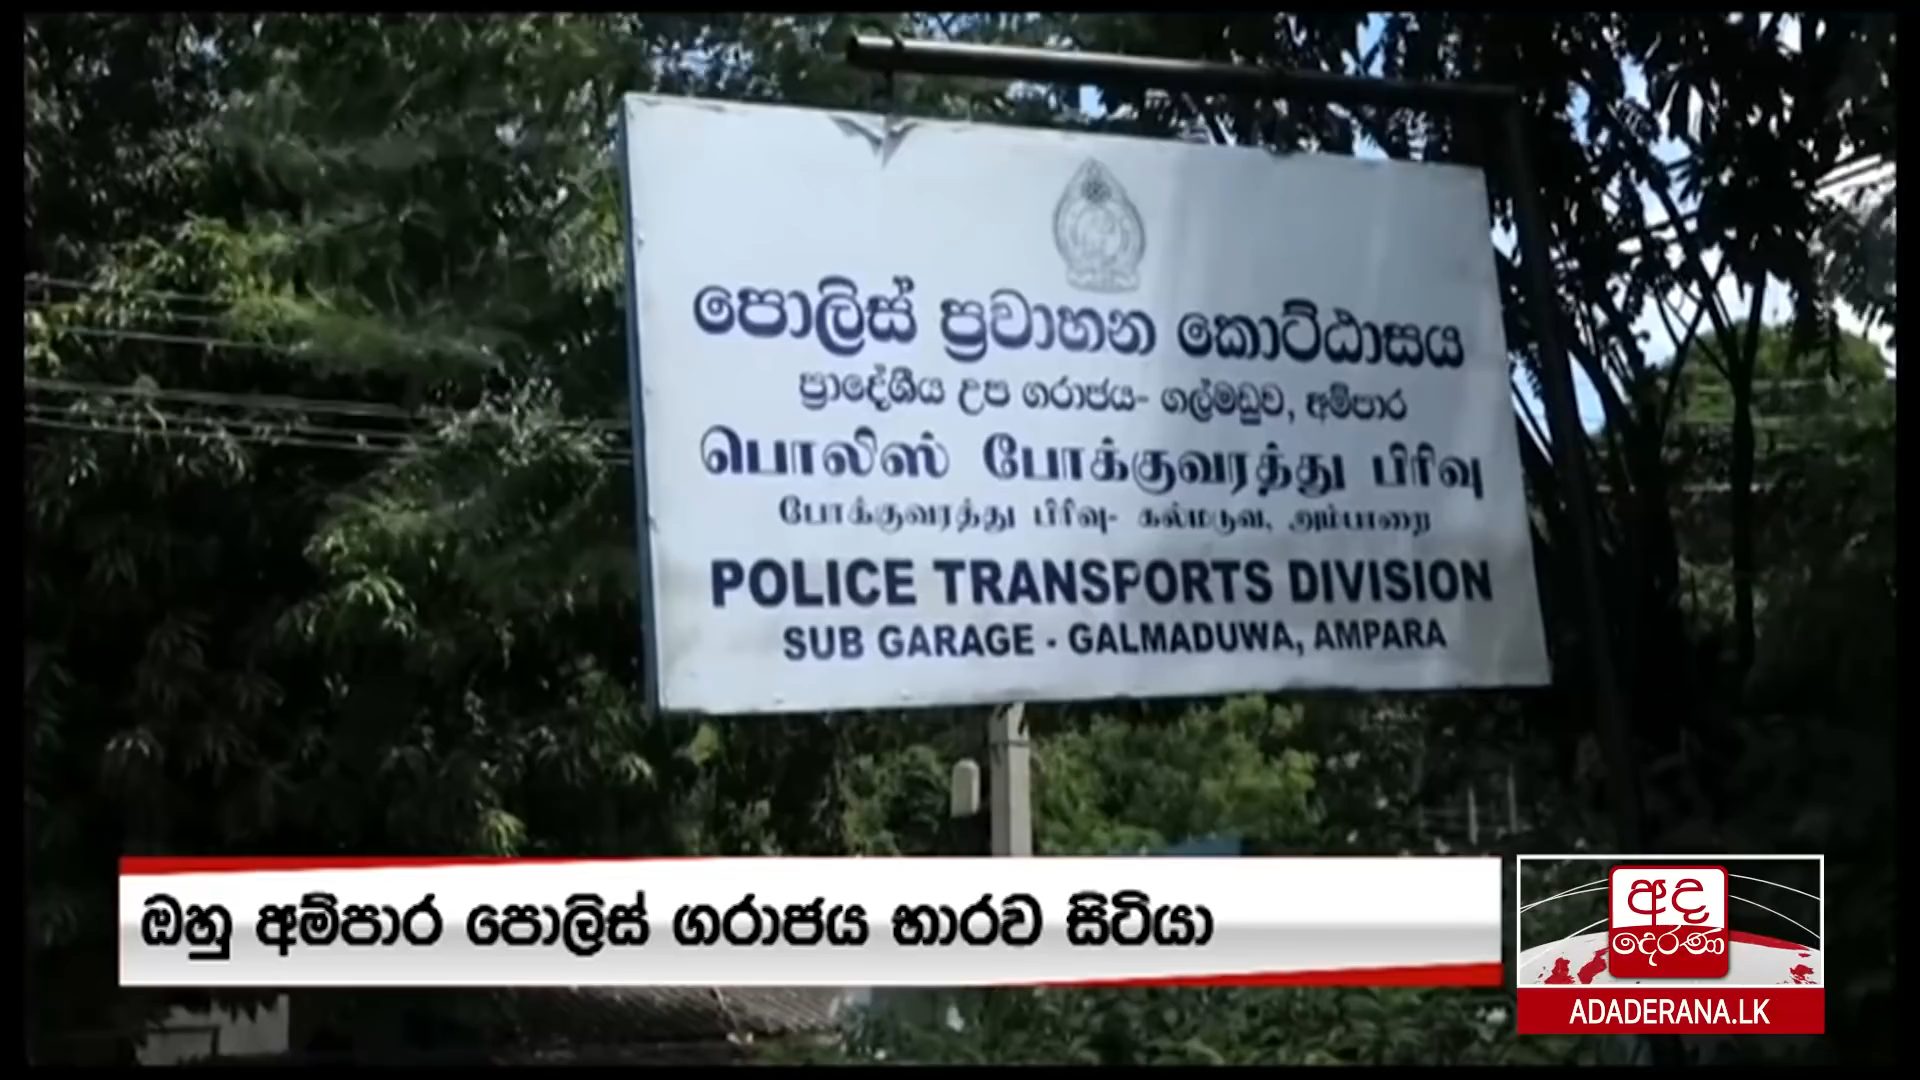 පොලිස් ප්‍රවාහන කොට්ඨාසය
ප්‍රාදේශීය උප ගරාජය- ගල්මඩුව, අම්පාර
பொலிஸ் போக்குவரத்து பிரிவு
போக்குவரத்து பிரிவு- கல்மடுவ, அம்பாறை
POLICE TRANSPORTS DIVISION
SUB GARAGE - GALMADUWA, AMPARA
ඔහු අම්පාර පොලිස් ගරාජය භාරව සිටියා
අද
දෙරණ
ADADERANA.LK